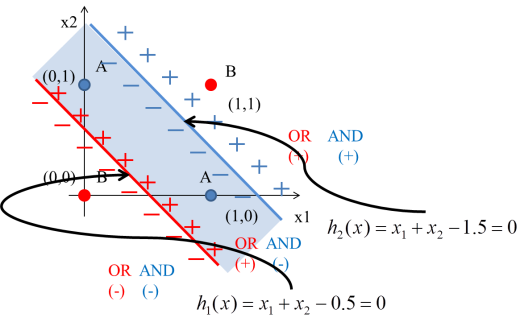 x2
(0,1)
A
B
(1,1)
OR AND
(+) (+)
(0,0)
B
A
(1,0)
x1
h₂(x) = x₁ + x₂ − 1.5 = 0
OR AND
(+) (-)
OR AND
(-) (-)
h₁(x) = x₁ + x₂ − 0.5 = 0